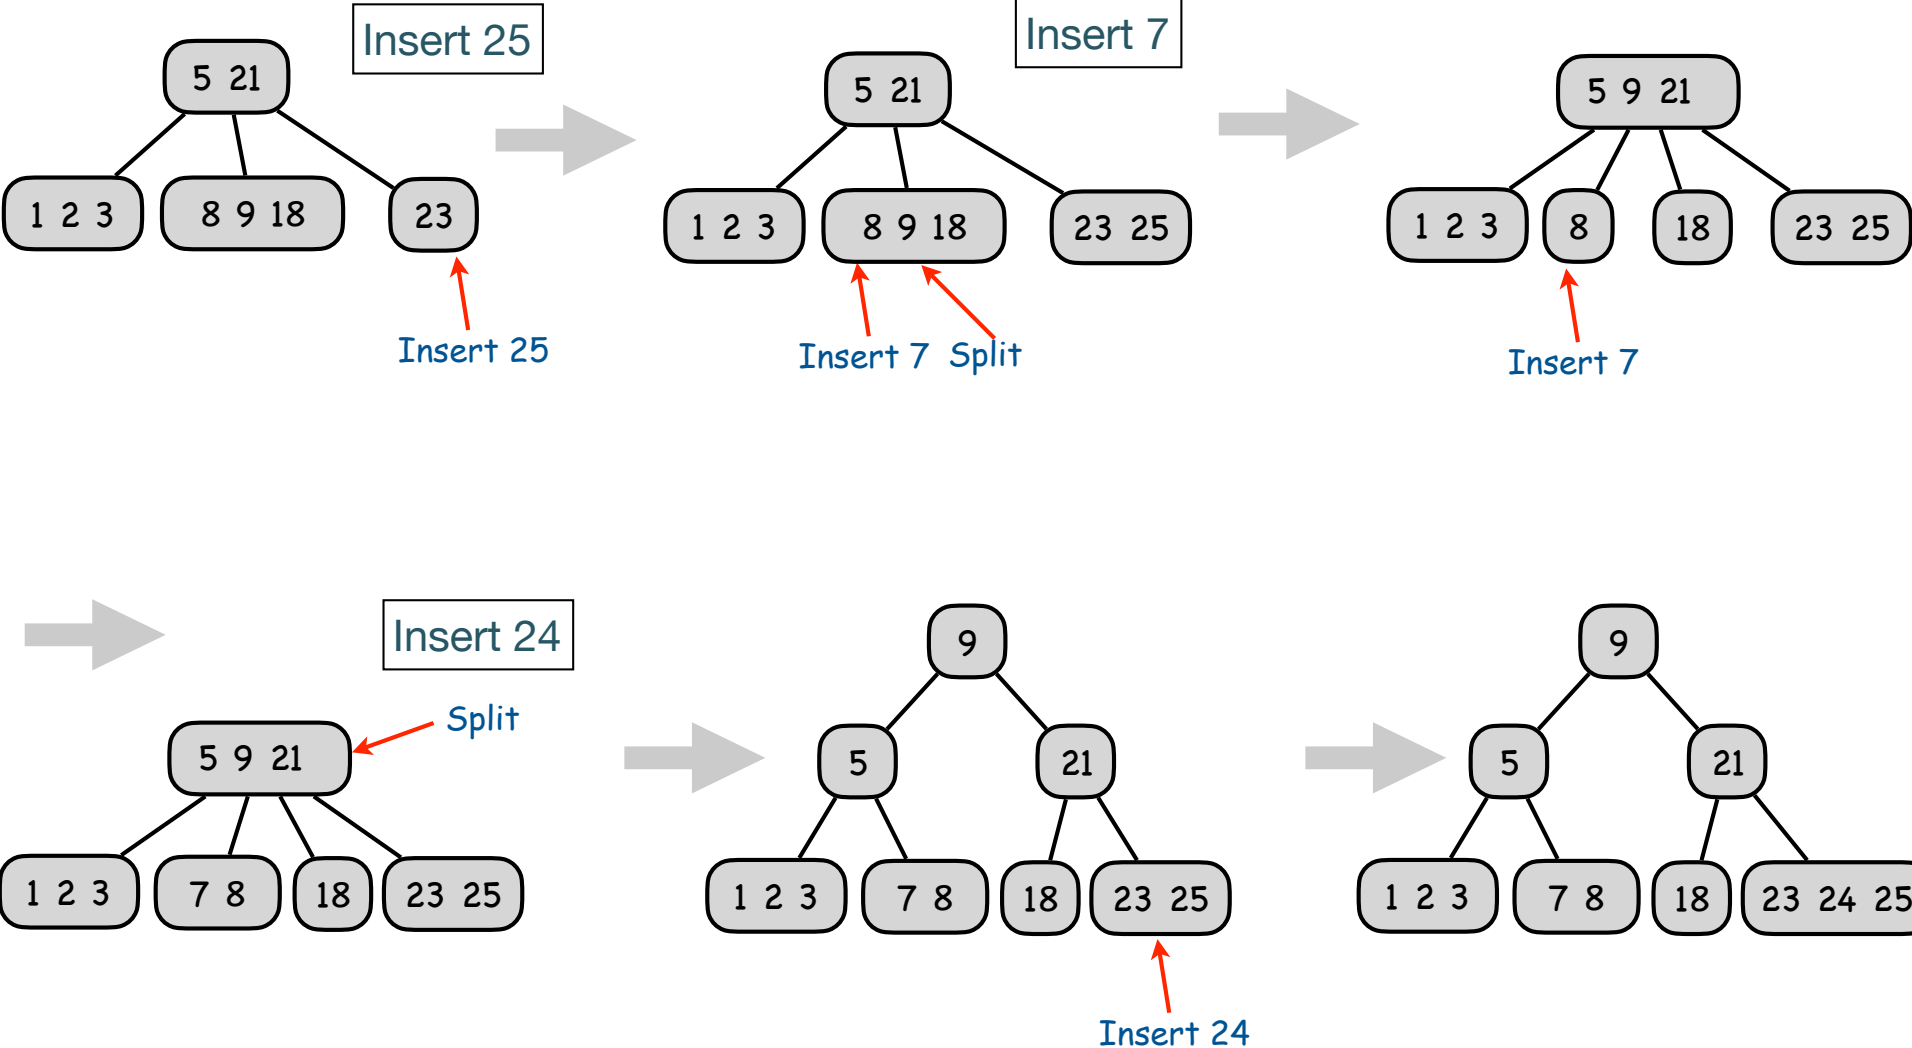 Insert 25
5 21
1 2 3
8 9 18
23
Insert 25
Insert 7
5 21
1 2 3
8 9 18
23 25
Insert 7 Split
5 9 21
1 2 3
8
18
23 25
Insert 7
Insert 24
Split
5 9 21
1 2 3
7 8
18
23 25
9
5
21
1 2 3
7 8
18
23 25
Insert 24
9
5
21
1 2 3
7 8
18
23 24 25